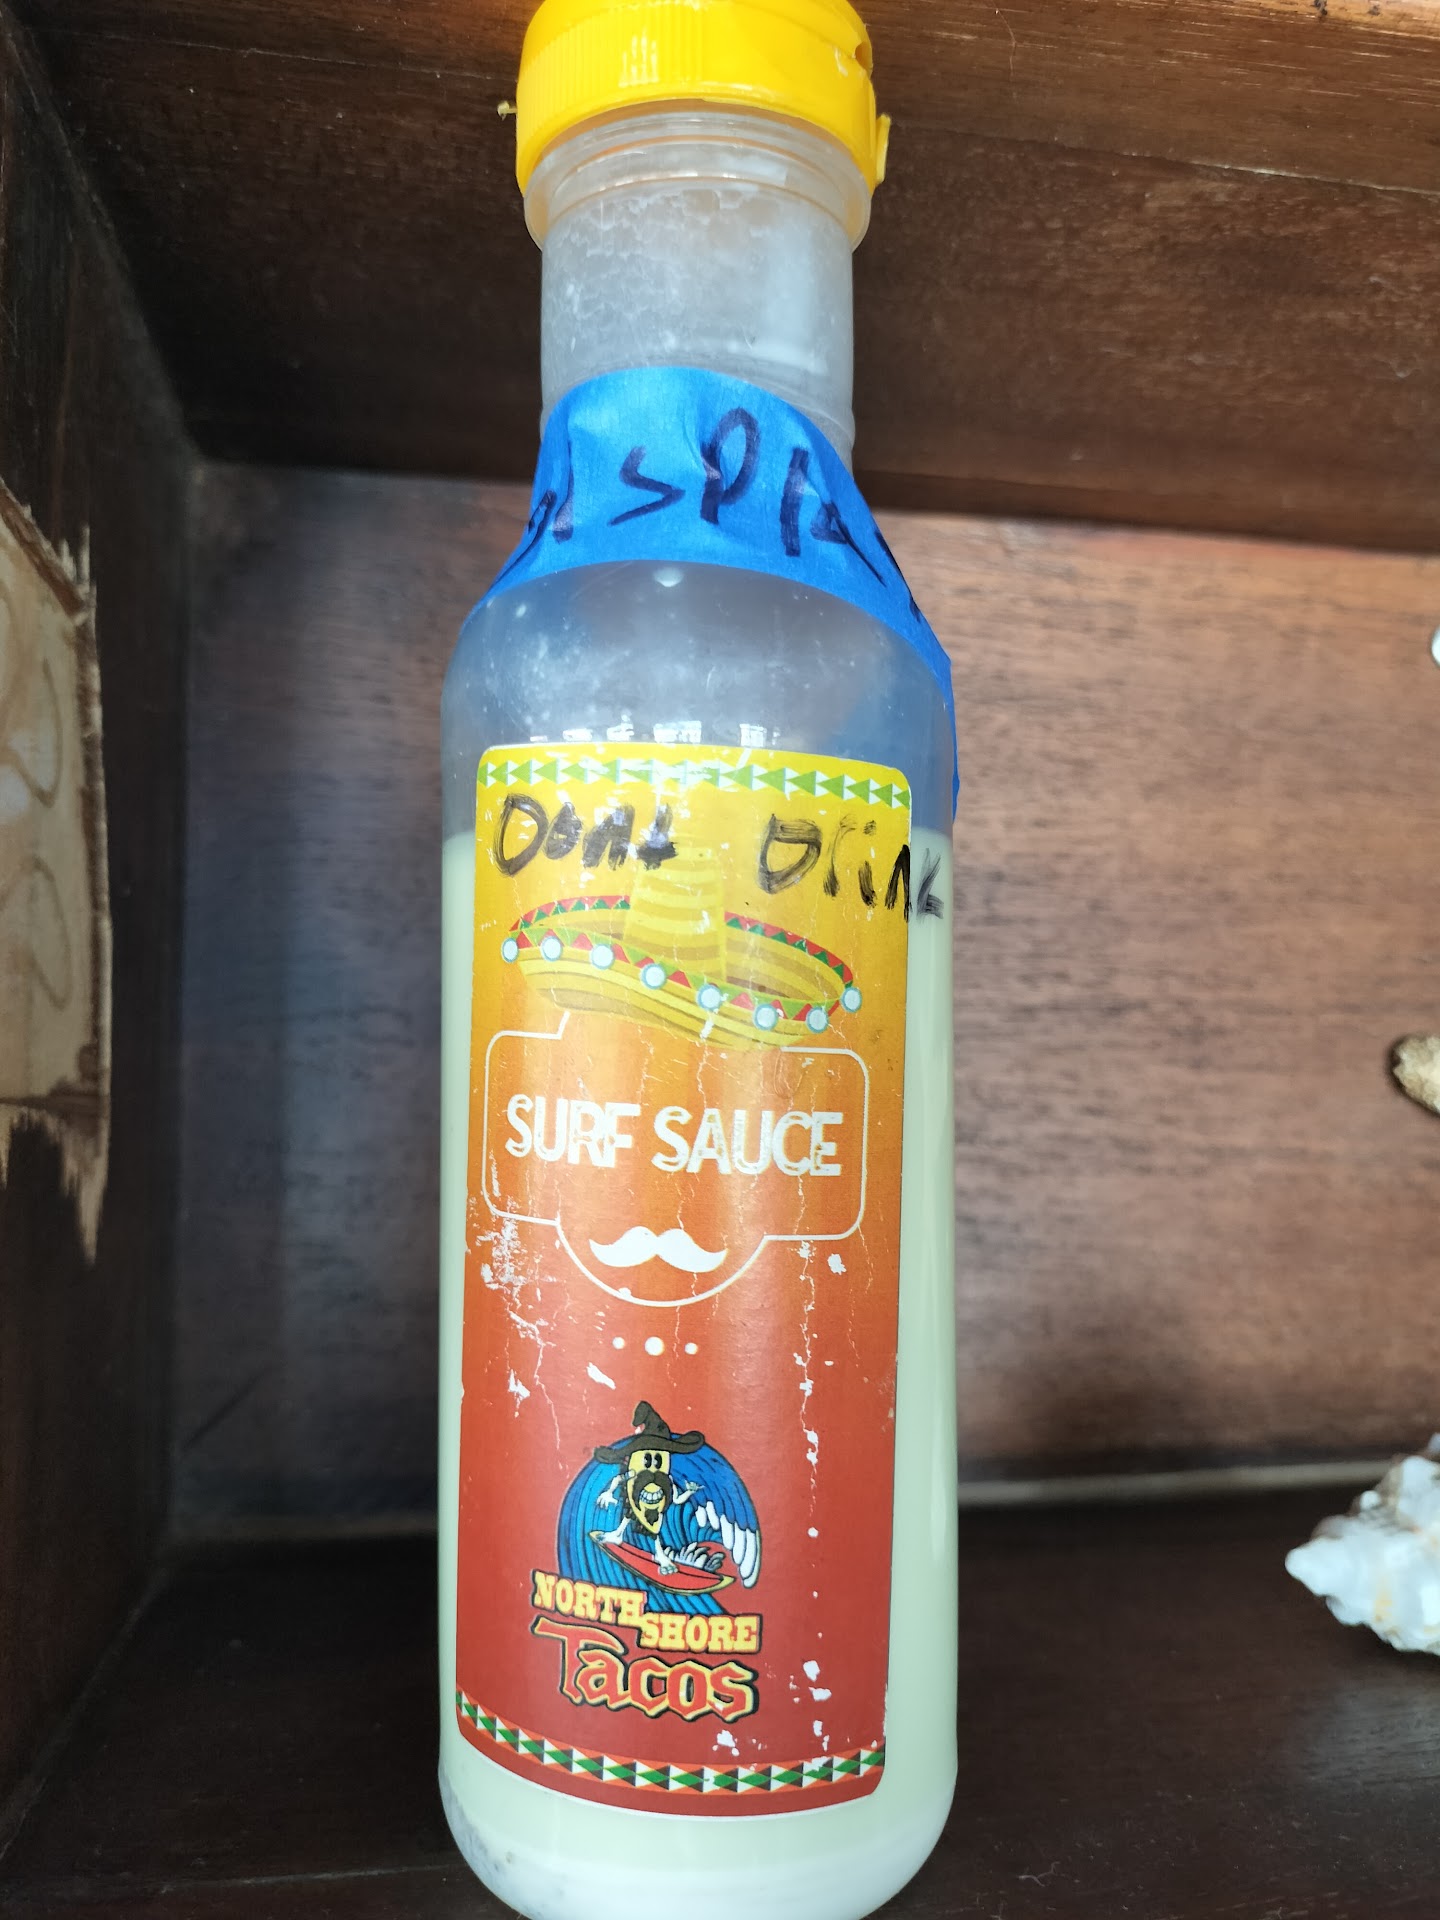 Dont Drink
SURF SAUCE
NORTH SHORE
Tacos